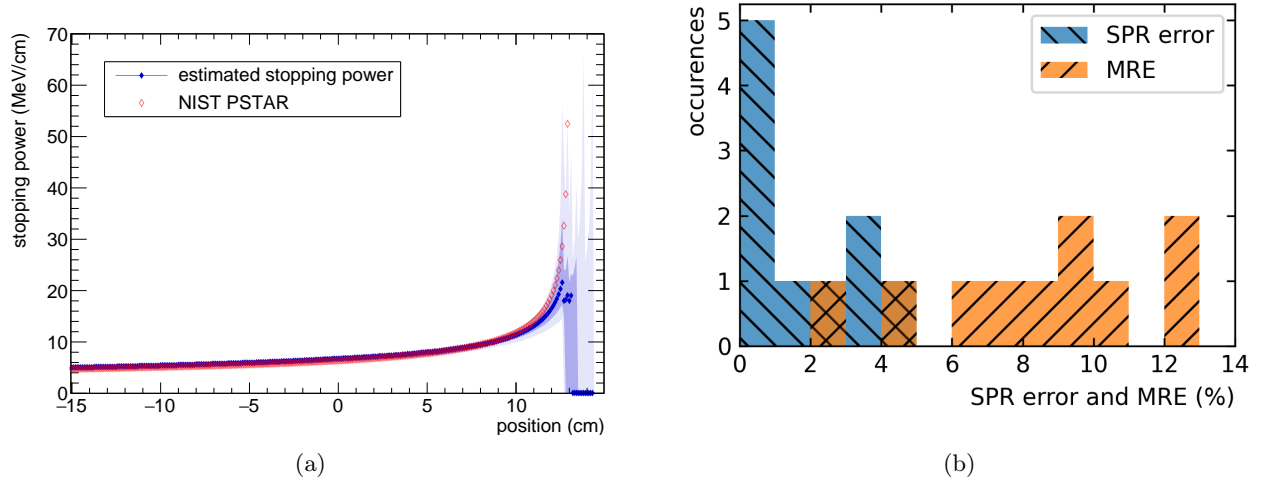 70
60
50
40
30
20
10
0
stopping power (MeV/cm)
estimated stopping power
NIST PSTAR
−15
−10
−5
0
5
10
position (cm)
(a)
5
4
3
2
1
0
occurences
SPR error
MRE
0
2
4
6
8
10
12
14
SPR error and MRE (%)
(b)